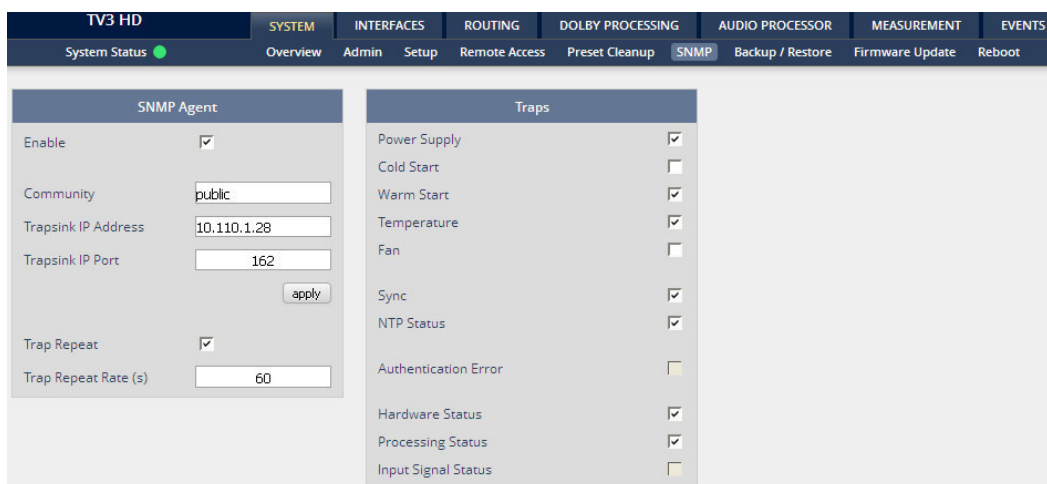 TV3 HD
SYSTEM INTERFACES ROUTING DOLBY PROCESSING AUDIO PROCESSOR MEASUREMENT EVENTS
System Status
Overview Admin Setup Remote Access Preset Cleanup SNMP Backup / Restore Firmware Update Reboot
SNMP Agent
Enable
Community public
Trapsink IP Address 10.110.1.28
Trapsink IP Port 162
apply
Trap Repeat
Trap Repeat Rate (s) 60
Traps
Power Supply
Cold Start
Warm Start
Temperature
Fan
Sync
NTP Status
Authentication Error
Hardware Status
Processing Status
Input Signal Status